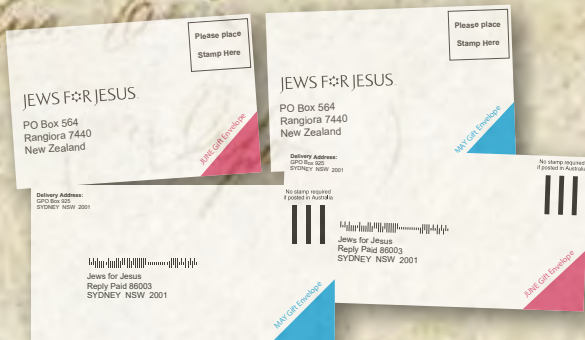 Please place
Stamp Here
JEWS FOR JESUS
PO Box 564
Rangiora 7440
New Zealand
JUNE Gift Envelope
Please place
Stamp Here
JEWS FOR JESUS
PO Box 564
Rangiora 7440
New Zealand
MAY Gift Envelope
Delivery Address:
GPO Box 925
SYDNEY NSW 2001
No stamp required
if posted in Australia
Jews for Jesus
Reply Paid 86003
SYDNEY NSW 2001
MAY Gift Envelope
Delivery Address:
GPO Box 925
SYDNEY NSW 2001
No stamp required
if posted in Australia
Jews for Jesus
Reply Paid 86003
SYDNEY NSW 2001
JUNE Gift Envelope